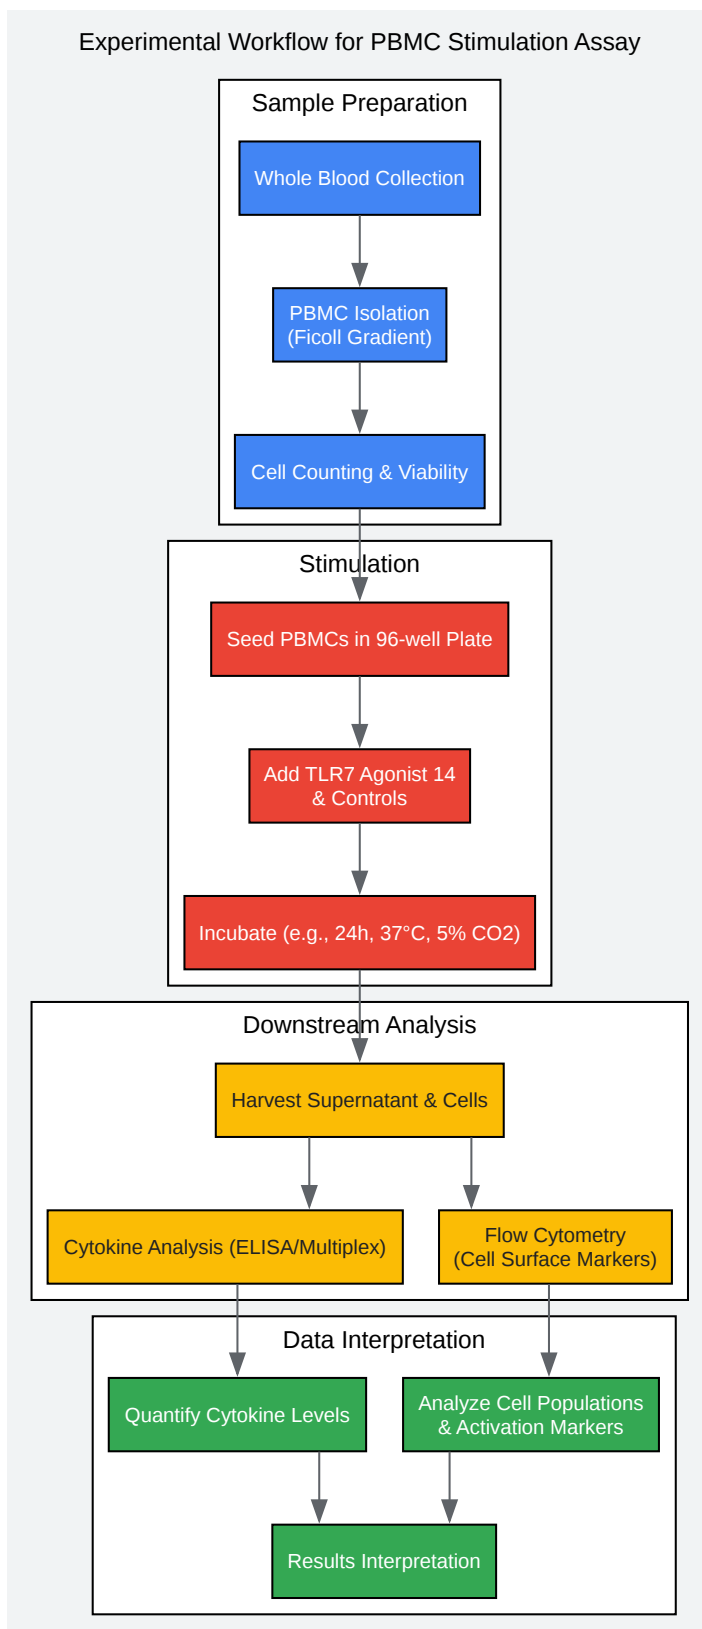 Experimental Workflow for PBMC Stimulation Assay
Sample Preparation
Whole Blood Collection
PBMC Isolation
(Ficoll Gradient)
Cell Counting & Viability
Stimulation
Seed PBMCs in 96-well Plate
Add TLR7 Agonist 14
& Controls
Incubate (e.g., 24h, 37°C, 5% CO2)
Downstream Analysis
Harvest Supernatant & Cells
Cytokine Analysis (ELISA/Multiplex)
Flow Cytometry
(Cell Surface Markers)
Data Interpretation
Quantify Cytokine Levels
Analyze Cell Populations
& Activation Markers
Results Interpretation